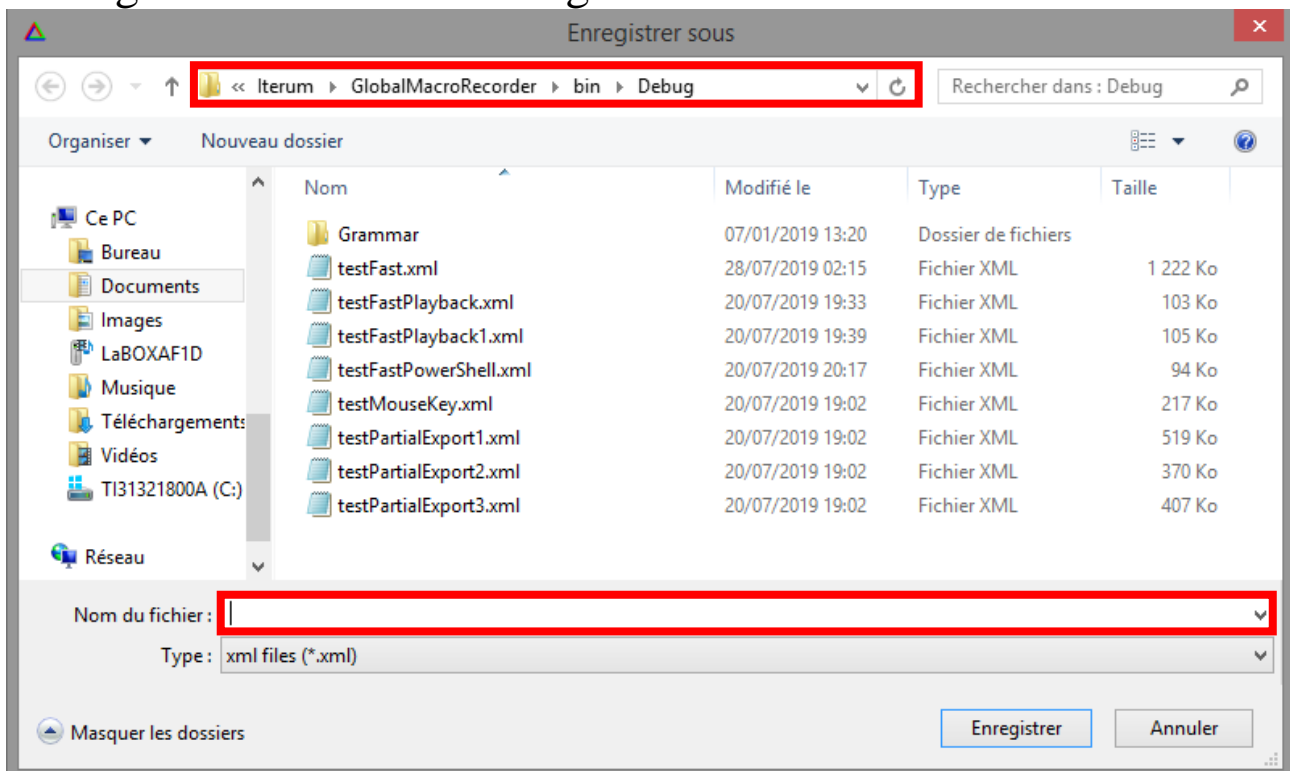 Enregistrer sous
« Iterum GlobalMacroRecorder bin Debug
Rechercher dans : Debug
Organiser Nouveau dossier
Nom Modifié le Type Taille
Ce PC
Bureau
Documents
Images
LaBOXAF1D
Musique
Téléchargements
Vidéos
TI31321800A (C:)
Réseau
Grammar 07/01/2019 13:20 Dossier de fichiers
testFast.xml 28/07/2019 02:15 Fichier XML 1 222 Ko
testFastPlayback.xml 20/07/2019 19:33 Fichier XML 103 Ko
testFastPlayback1.xml 20/07/2019 19:39 Fichier XML 105 Ko
testFastPowerShell.xml 20/07/2019 20:17 Fichier XML 94 Ko
testMouseKey.xml 20/07/2019 19:02 Fichier XML 217 Ko
testPartialExport1.xml 20/07/2019 19:02 Fichier XML 519 Ko
testPartialExport2.xml 20/07/2019 19:02 Fichier XML 370 Ko
testPartialExport3.xml 20/07/2019 19:02 Fichier XML 407 Ko
Nom du fichier :
Type : xml files (*.xml)
Masquer les dossiers
Enregistrer Annuler